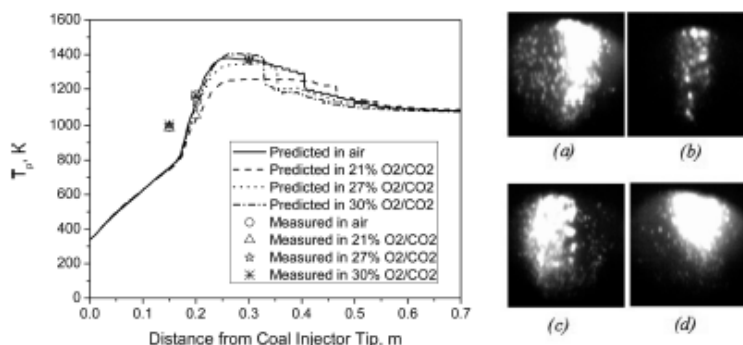 1600
1400
1200
1000
800
600
400
200
0
T_p, K
Predicted in air
Predicted in 21% O2/CO2
Predicted in 27% O2/CO2
Predicted in 30% O2/CO2
Measured in air
Measured in 21% O2/CO2
Measured in 27% O2/CO2
Measured in 30% O2/CO2
0.0 0.1 0.2 0.3 0.4 0.5 0.6 0.7
Distance from Coal Injector Tip, m
(a) (b)
(c) (d)